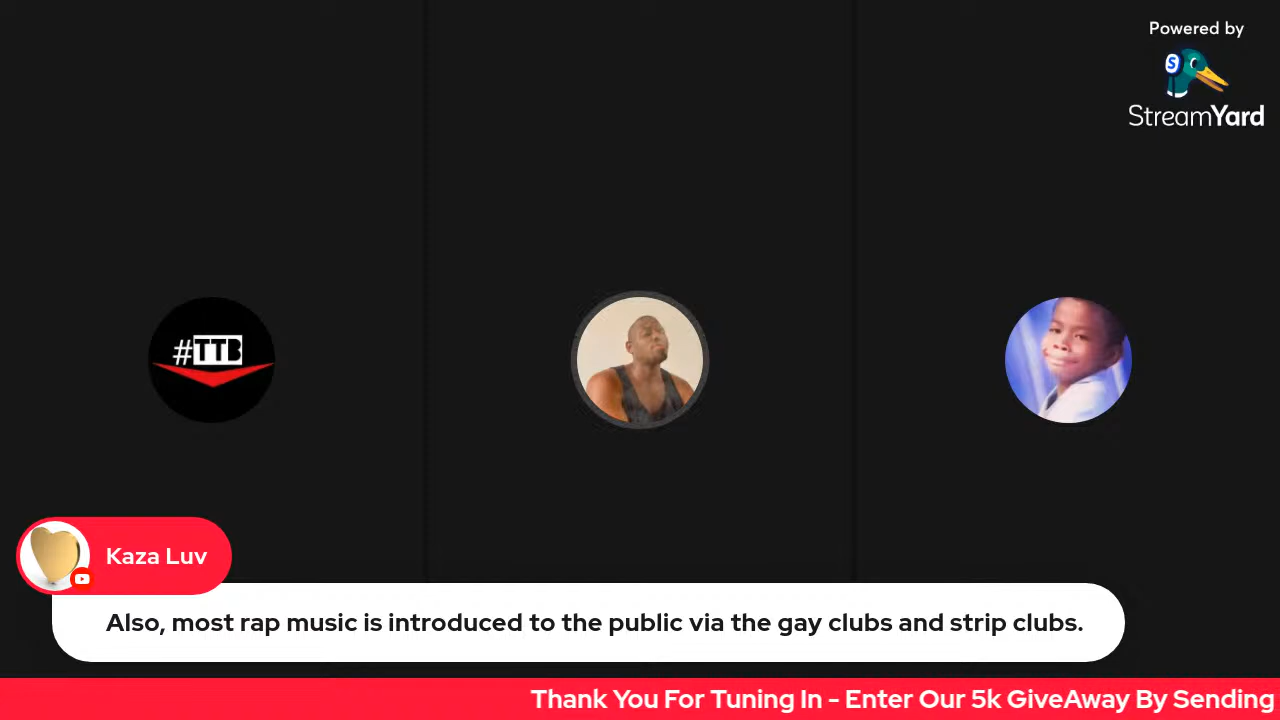 Powered by
S
StreamYard
#TTB
Kaza Luv
Also, most rap music is introduced to the public via the gay clubs and strip clubs.
Thank You For Tuning In - Enter Our 5k GiveAway By Sending